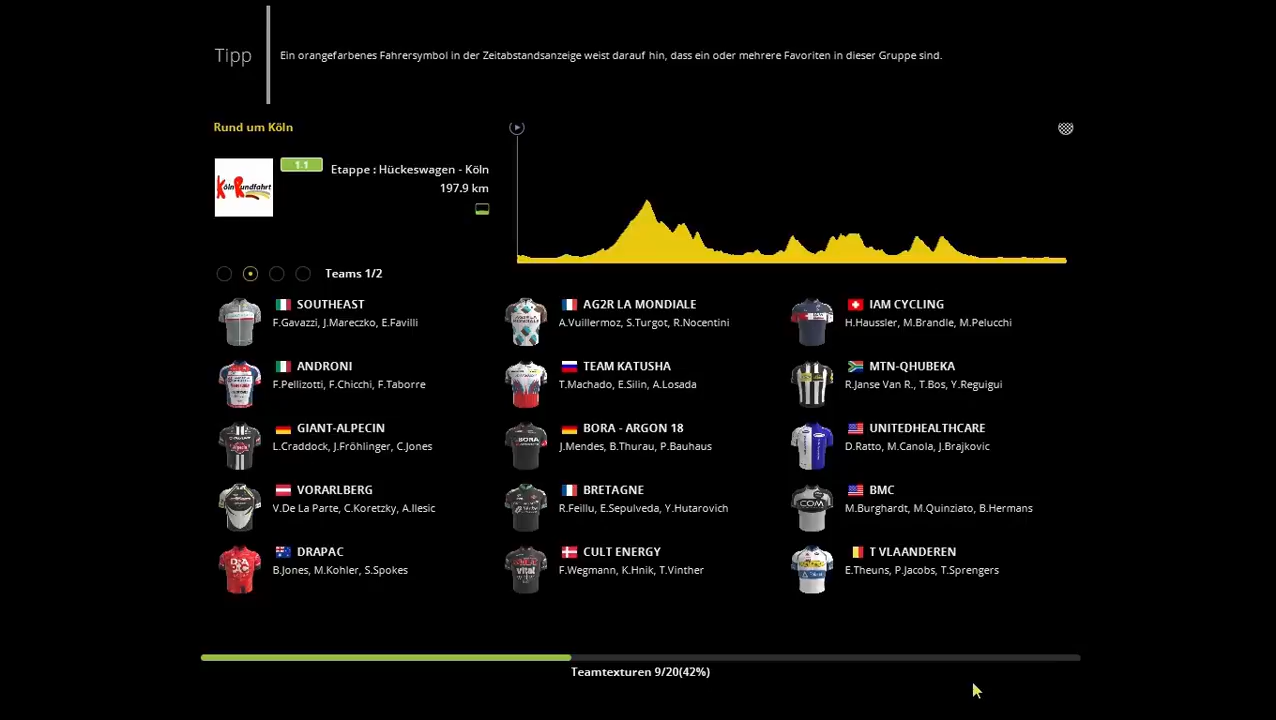 Tipp
Ein orangefarbenes Fahrersymbol in der Zeitabstandsanzeige weist darauf hin, dass ein oder mehrere Favoriten in dieser Gruppe sind.
Rund um Köln
1.1
Etappe : Hückeswagen - Köln
197.9 km
Köln Rundfahrt
Teams 1/2
SOUTHEAST
F.Gavazzi, J.Mareczko, E.Favilli
AG2R LA MONDIALE
A.Vuillermoz, S.Turgot, R.Nocentini
IAM CYCLING
H.Haussler, M.Brandle, M.Pelucchi
ANDRONI
F.Pellizotti, F.Chicchi, F.Taborre
TEAM KATUSHA
T.Machado, E.Silin, A.Losada
MTN-QHUBEKA
R.Janse Van R., T.Bos, Y.Reguigui
GIANT-ALPECIN
L.Craddock, J.Fröhlinger, C.Jones
BORA - ARGON 18
J.Mendes, B.Thurau, P.Bauhaus
UNITEDHEALTHCARE
D.Ratto, M.Canola, J.Brajkovic
VORARLBERG
V.De La Parte, C.Koretzky, A.Ilesic
BRETAGNE
R.Feillu, E.Sepulveda, Y.Hutarovich
BMC
M.Burghardt, M.Quinziato, B.Hermans
DRAPAC
B.Jones, M.Kohler, S.Spokes
CULT ENERGY
F.Wegmann, K.Hnik, T.Vinther
T VLAANDEREN
E.Theuns, P.Jacobs, T.Sprengers
Teamtexturen 9/20(42%)